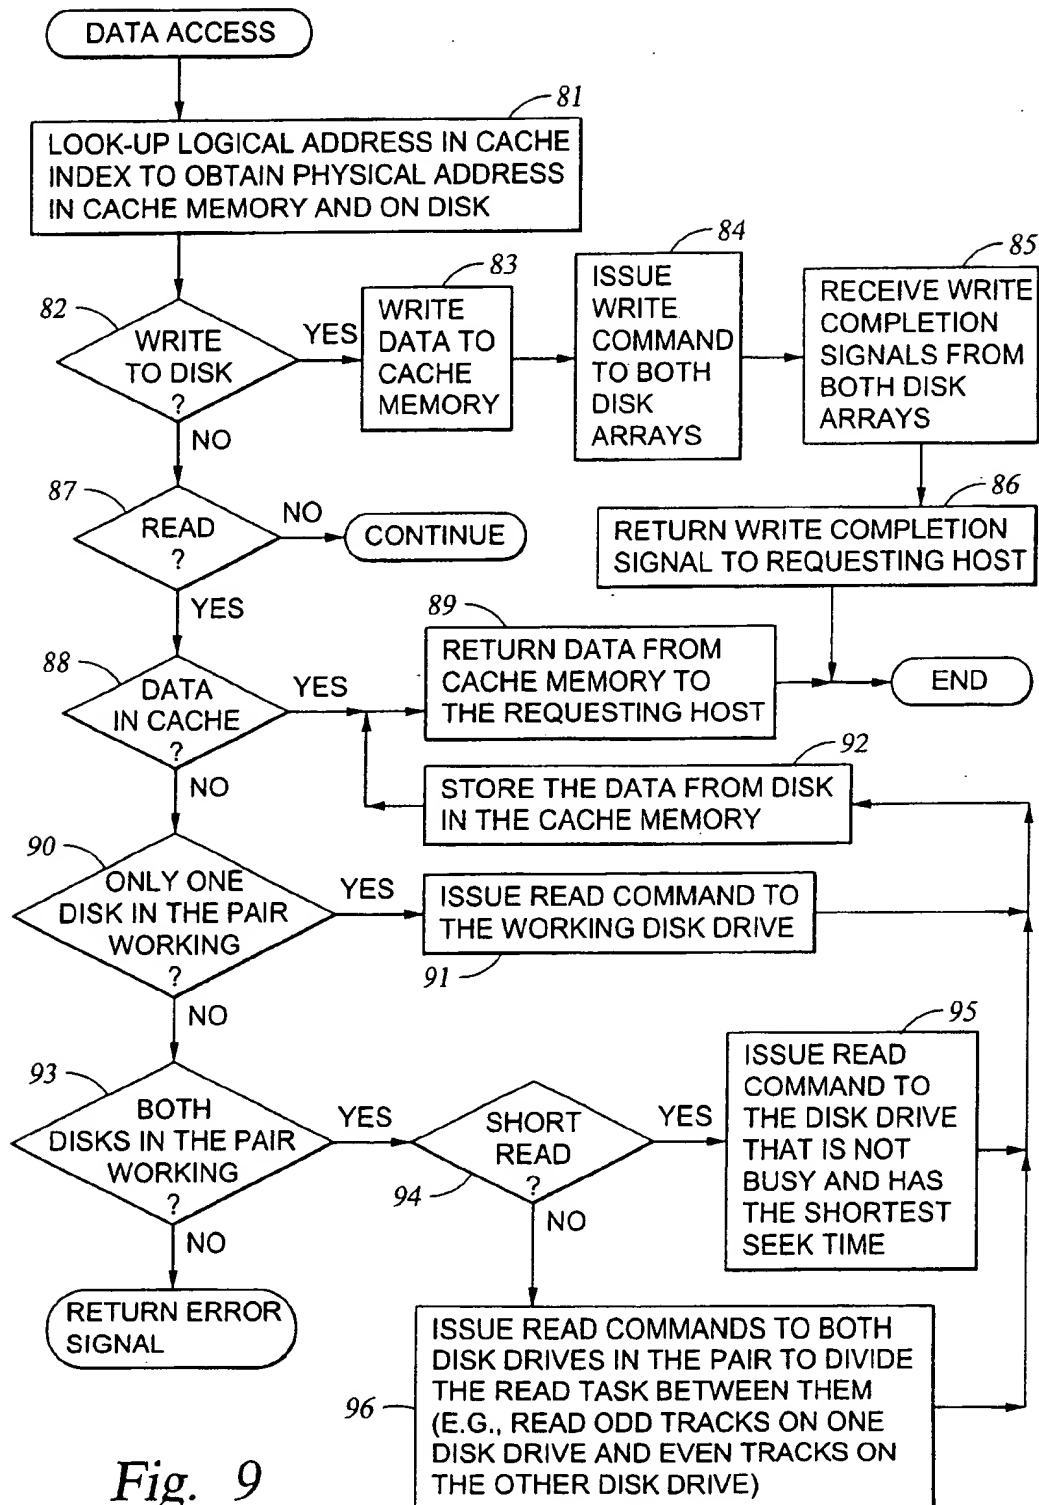 DATA ACCESS
81
LOOK-UP LOGICAL ADDRESS IN CACHE
INDEX TO OBTAIN PHYSICAL ADDRESS
IN CACHE MEMORY AND ON DISK
82
WRITE
TO DISK
?
YES
NO
83
WRITE
DATA TO
CACHE
MEMORY
84
ISSUE
WRITE
COMMAND
TO BOTH
DISK
ARRAYS
85
RECEIVE WRITE
COMPLETION
SIGNALS FROM
BOTH DISK
ARRAYS
86
RETURN WRITE COMPLETION
SIGNAL TO REQUESTING HOST
87
READ
?
NO
CONTINUE
YES
88
DATA
IN CACHE
?
YES
NO
89
RETURN DATA FROM
CACHE MEMORY TO
THE REQUESTING HOST
END
92
STORE THE DATA FROM DISK
IN THE CACHE MEMORY
90
ONLY ONE
DISK IN THE PAIR
WORKING
?
YES
NO
ISSUE READ COMMAND TO
THE WORKING DISK DRIVE
91
93
BOTH
DISKS IN THE PAIR
WORKING
?
YES
NO
RETURN ERROR
SIGNAL
SHORT
READ
?
94
YES
NO
95
ISSUE READ
COMMAND TO
THE DISK DRIVE
THAT IS NOT
BUSY AND HAS
THE SHORTEST
SEEK TIME
96
ISSUE READ COMMANDS TO BOTH
DISK DRIVES IN THE PAIR TO DIVIDE
THE READ TASK BETWEEN THEM
(E.G., READ ODD TRACKS ON ONE
DISK DRIVE AND EVEN TRACKS ON
THE OTHER DISK DRIVE)
Fig. 9